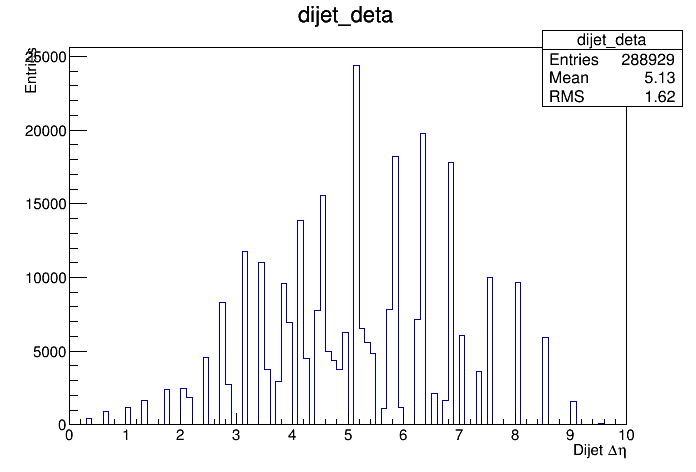 dijet_deta
dijet_deta
Entries 288929
Mean 5.13
RMS 1.62
Entries
25000
20000
15000
10000
5000
0
0 1 2 3 4 5 6 7 8 9 10
Dijet Δη